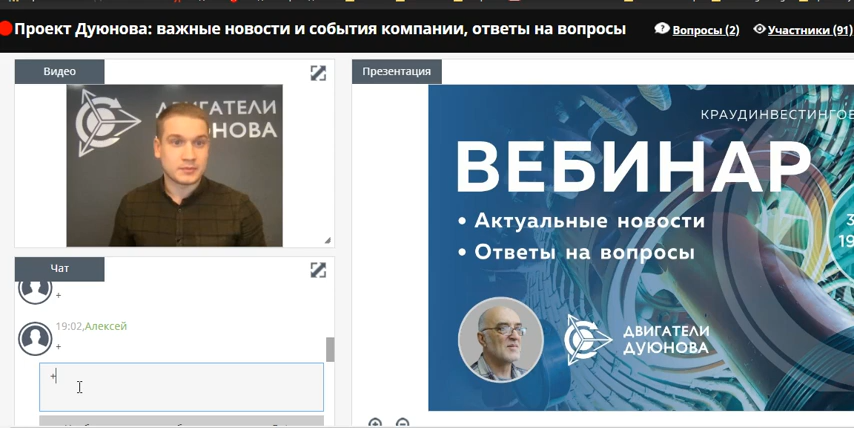 Проект Дуюнова: важные новости и события компании, ответы на вопросы
Вопросы (2)
Участники (91)
Видео
ДВИГАТЕЛИ
ДУЮНОВА
Презентация
ВЕБИНАР
• Актуальные новости
• Ответы на вопросы
ДВИГАТЕЛИ
ДУЮНОВА
Чат
+
19:02,Алексей
+
+